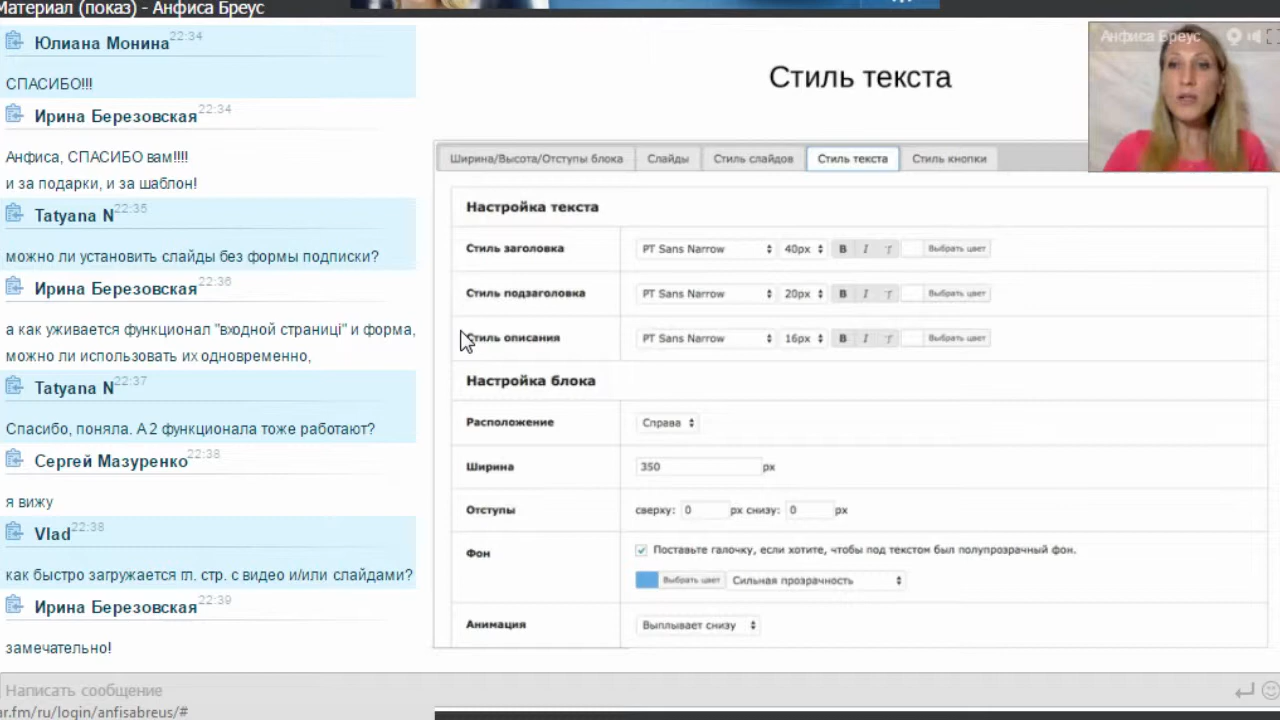 Материал (показ) - Анфиса Бреус
Юлиана Монина 22:34
СПАСИБО!!!
Ирина Березовская 22:34
Анфиса, СПАСИБО вам!!!!
и за подарки, и за шаблон!
Tatyana N 22:35
можно ли установить слайды без формы подписки?
Ирина Березовская 22:36
а как уживается функционал "входной страниці" и форма,
можно ли использовать их одновременно,
Tatyana N 22:37
Спасибо, поняла. А 2 функционала тоже работают?
Сергей Мазуренко 22:38
я вижу
Vlad 22:38
как быстро загружается гл. стр. с видео и/или слайдами?
Ирина Березовская 22:39
замечательно!
Написать сообщение
ar.fm/ru/login/anfisabreus/#
Стиль текста
Анфиса Бреус
Ширина/Высота/Отступы блока Слайды Стиль слайдов Стиль текста Стиль кнопки
Настройка текста
Стиль заголовка PT Sans Narrow 40px B I T Выбрать цвет
Стиль подзаголовка PT Sans Narrow 20px B I T Выбрать цвет
Стиль описания PT Sans Narrow 16px B I T Выбрать цвет
Настройка блока
Расположение Справа
Ширина 350 px
Отступы сверху: 0 px снизу: 0 px
Фон Поставьте галочку, если хотите, чтобы под текстом был полупрозрачный фон.
Выбрать цвет Сильная прозрачность
Анимация Выплывает снизу